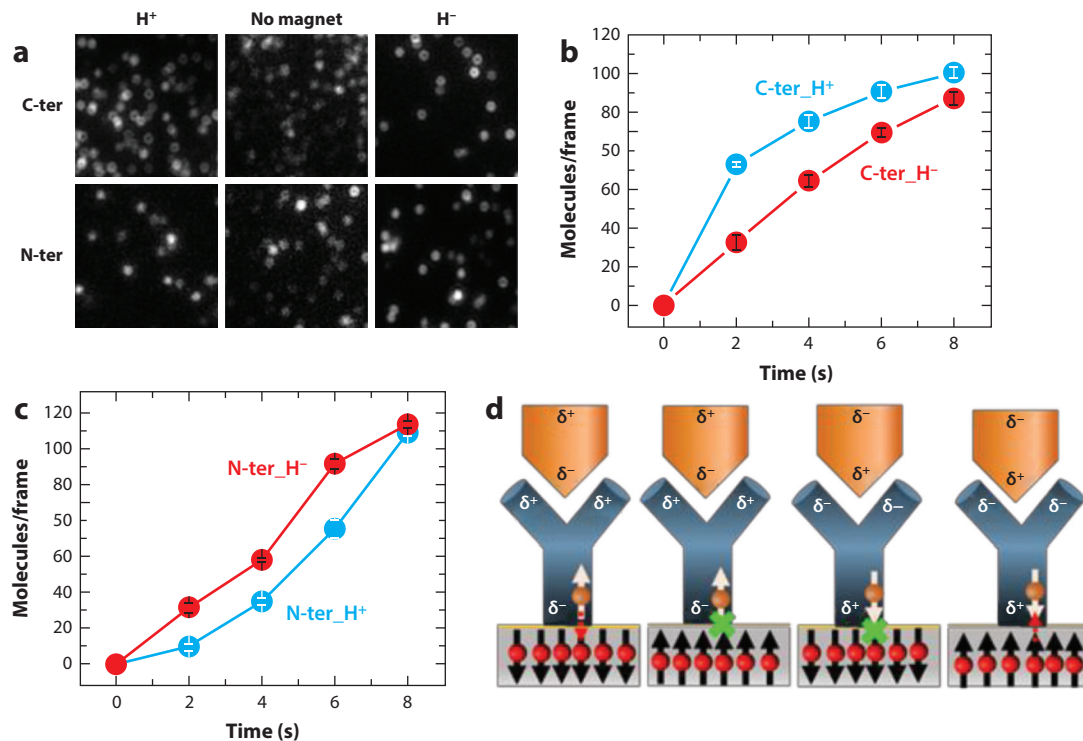 a
H⁺
No magnet
H⁻
C-ter
N-ter
b
120
100
80
50
60
40
20
0
Molecules/frame
C-ter_H⁺
C-ter_H⁻
0 2 4 6 8
Time (s)
c
120
100
80
50
60
40
20
0
Molecules/frame
N-ter_H⁻
N-ter_H⁺
0 2 4 6 8
Time (s)
d
δ⁺ δ⁺ δ⁻ δ⁻
δ⁻ δ⁻ δ⁺ δ⁺
δ⁺ δ⁺ δ⁺ δ⁺ δ⁻ δ⁻ δ⁻ δ⁻
δ⁻ δ⁻ δ⁺ δ⁺